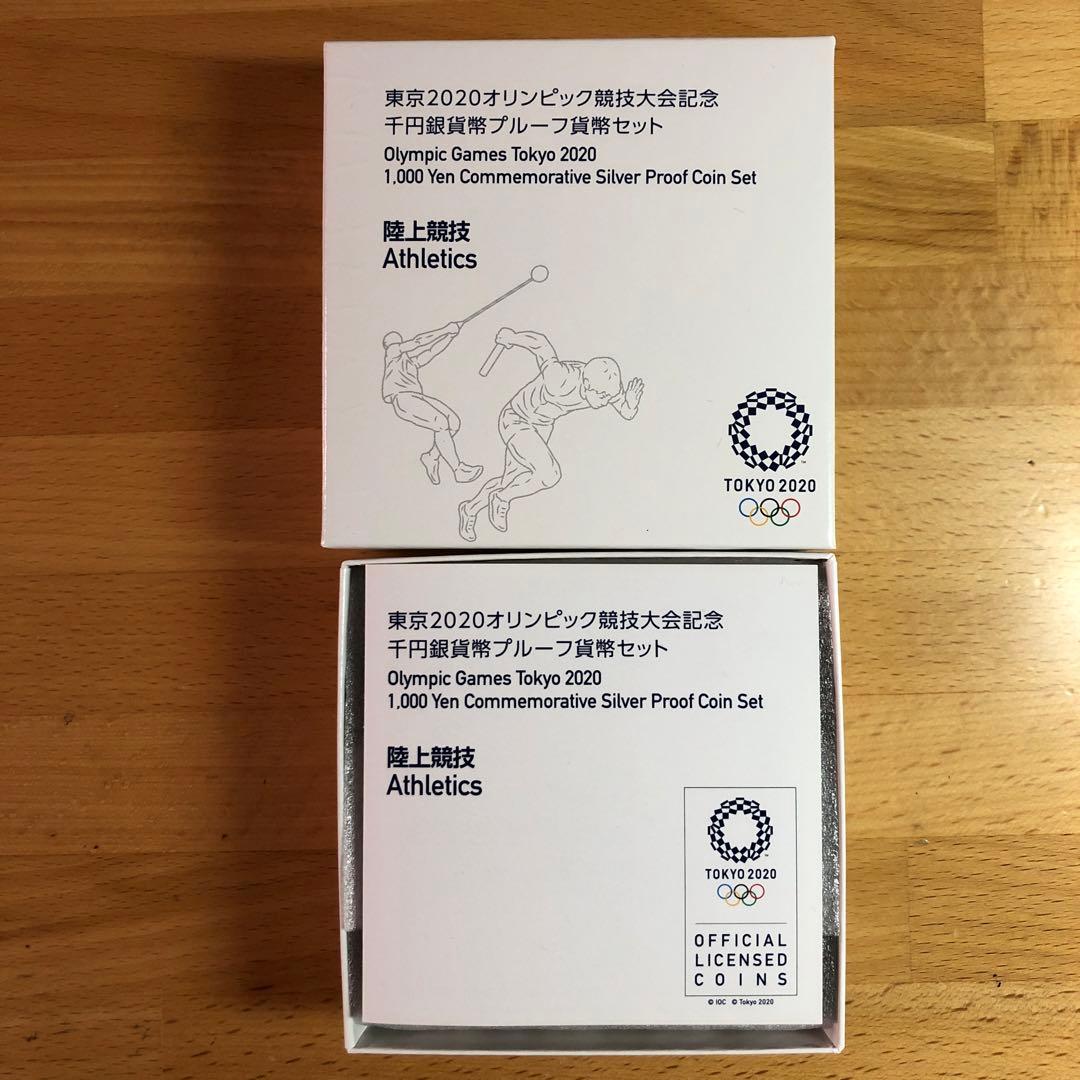 東京2020オリンピック競技大会記念
千円銀貨幣プルーフ貨幣セット
Olympic Games Tokyo 2020
1,000 Yen Commemorative Silver Proof Coin Set
陸上競技
Athletics
TOKYO 2020
東京2020オリンピック競技大会記念
千円銀貨幣プルーフ貨幣セット
Olympic Games Tokyo 2020
1,000 Yen Commemorative Silver Proof Coin Set
陸上競技
Athletics
TOKYO 2020
OFFICIAL
LICENSED
COINS
© IOC © Tokyo 2020